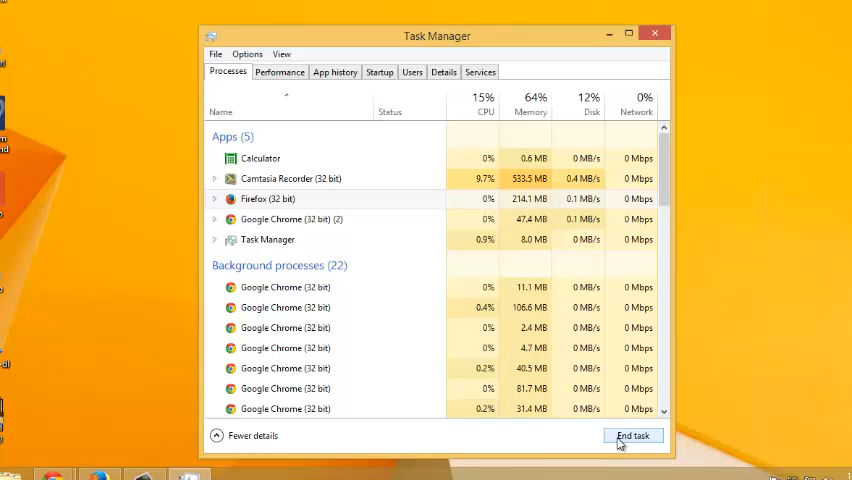 Task Manager
File Options View
Processes Performance App history Startup Users Details Services
15% 64% 12% 0%
Name Status CPU Memory Disk Network
Apps (5)
Calculator 0% 0.6 MB 0 MB/s 0 Mbps
Camtasia Recorder (32 bit) 9.7% 533.5 MB 0.4 MB/s 0 Mbps
Firefox (32 bit) 0% 214.1 MB 0.1 MB/s 0 Mbps
Google Chrome (32 bit) (2) 0% 47.4 MB 0.1 MB/s 0 Mbps
Task Manager 0.9% 8.0 MB 0 MB/s 0 Mbps
Background processes (22)
Google Chrome (32 bit) 0% 11.1 MB 0 MB/s 0 Mbps
Google Chrome (32 bit) 0.4% 106.6 MB 0 MB/s 0 Mbps
Google Chrome (32 bit) 0% 2.4 MB 0 MB/s 0 Mbps
Google Chrome (32 bit) 0% 4.7 MB 0 MB/s 0 Mbps
Google Chrome (32 bit) 0.2% 40.5 MB 0 MB/s 0 Mbps
Google Chrome (32 bit) 0% 81.7 MB 0 MB/s 0 Mbps
Google Chrome (32 bit) 0.2% 31.4 MB 0 MB/s 0 Mbps
Fewer details End task